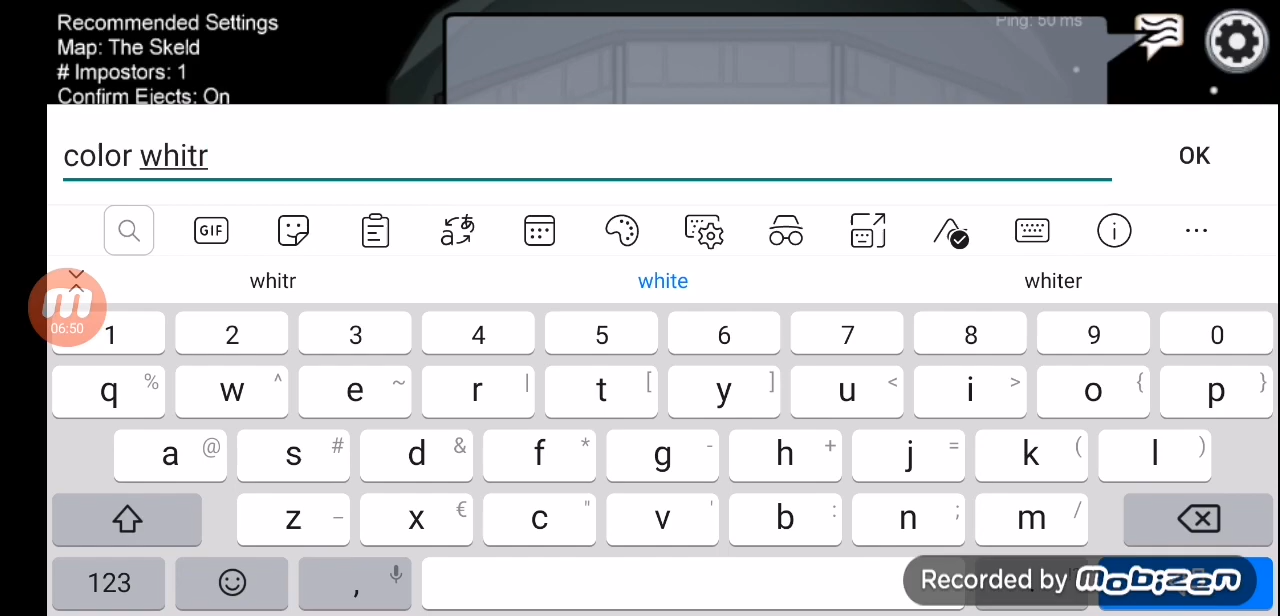 Recommended Settings
Map: The Skeld
# Impostors: 1
Confirm Ejects: On
Ping: 50 ms
color whitr
OK
GIF
whitr
white
whiter
06:50
1 2 3 4 5 6 7 8 9 0
q % w ^ e ~ r | t [ y ] u < i > o { p }
a @ s # d & f * g - h + j = k ( l )
z _ x € c " v ' b : n ; m /
123 ,
Recorded by mobizen